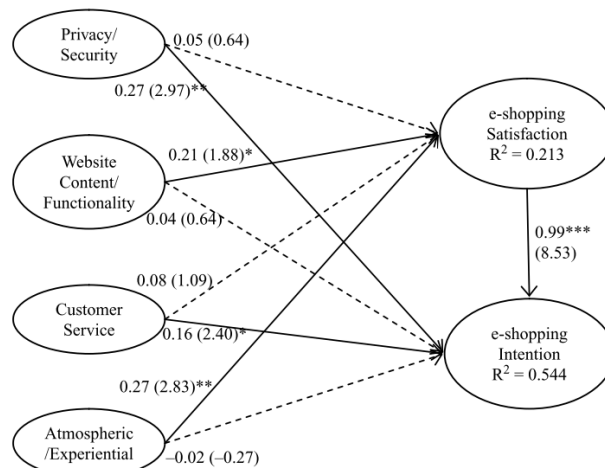 Privacy/
Security
0.05 (0.64)
0.27 (2.97)**
e-shopping
Satisfaction
R² = 0.213
Website
Content/
Functionality
0.21 (1.88)*
0.04 (0.64)
0.99***
(8.53)
0.08 (1.09)
Customer
Service
0.16 (2.40)*
e-shopping
Intention
R² = 0.544
0.27 (2.83)**
Atmospheric
/Experiential
–0.02 (–0.27)